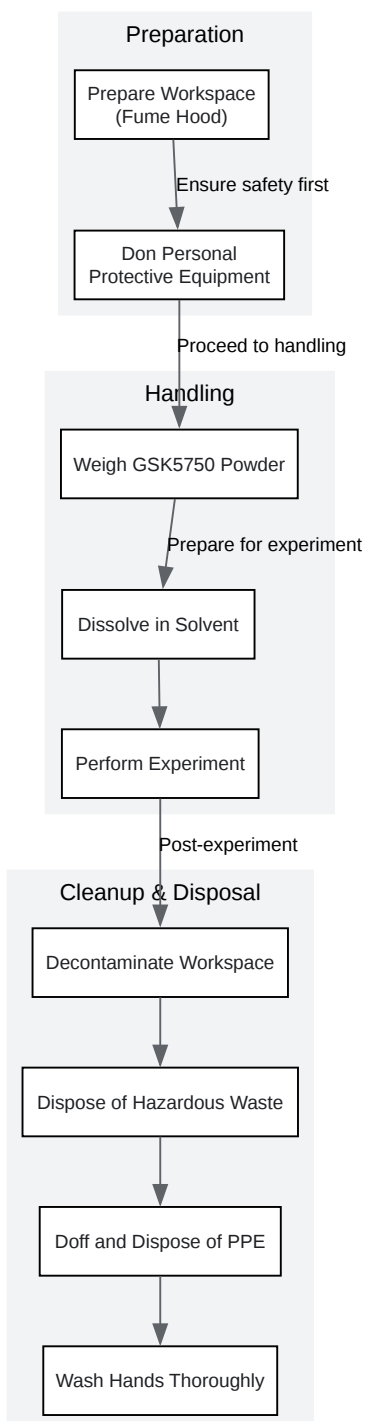 Preparation
Prepare Workspace
(Fume Hood)
Ensure safety first
Don Personal
Protective Equipment
Proceed to handling
Handling
Weigh GSK5750 Powder
Prepare for experiment
Dissolve in Solvent
Perform Experiment
Post-experiment
Cleanup & Disposal
Decontaminate Workspace
Dispose of Hazardous Waste
Doff and Dispose of PPE
Wash Hands Thoroughly